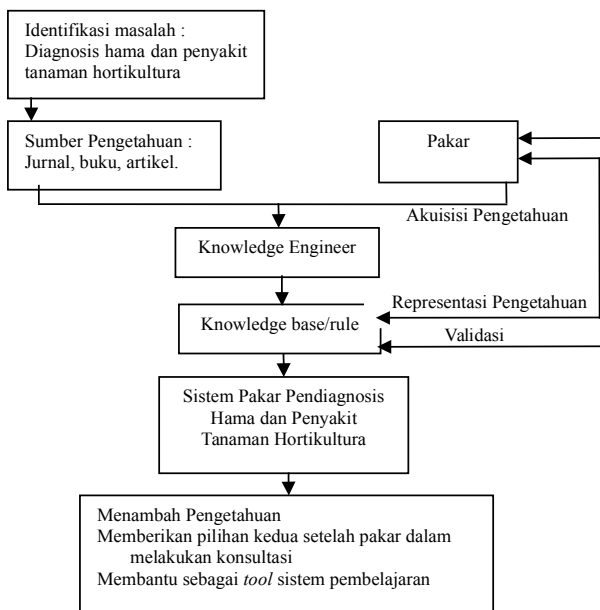 Identifikasi masalah :
Diagnosis hama dan penyakit
tanaman hortikultura
Sumber Pengetahuan :
Jurnal, buku, artikel.
Pakar
Akuisisi Pengetahuan
Knowledge Engineer
Representasi Pengetahuan
Knowledge base/rule
Validasi
Sistem Pakar Pendiagnosis
Hama dan Penyakit
Tanaman Hortikultura
Menambah Pengetahuan
Memberikan pilihan kedua setelah pakar dalam
melakukan konsultasi
Membantu sebagai tool sistem pembelajaran